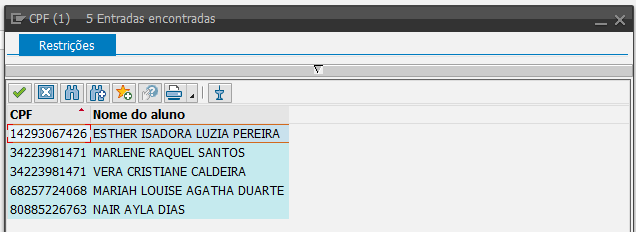 CPF (1) 5 Entradas encontradas
Restrições
CPF Nome do aluno
14293067426 ESTHER ISADORA LUZIA PEREIRA
34223981471 MARLENE RAQUEL SANTOS
34223981471 VERA CRISTIANE CALDEIRA
68257724068 MARIAH LOUISE AGATHA DUARTE
80885226763 NAIR AYLA DIAS